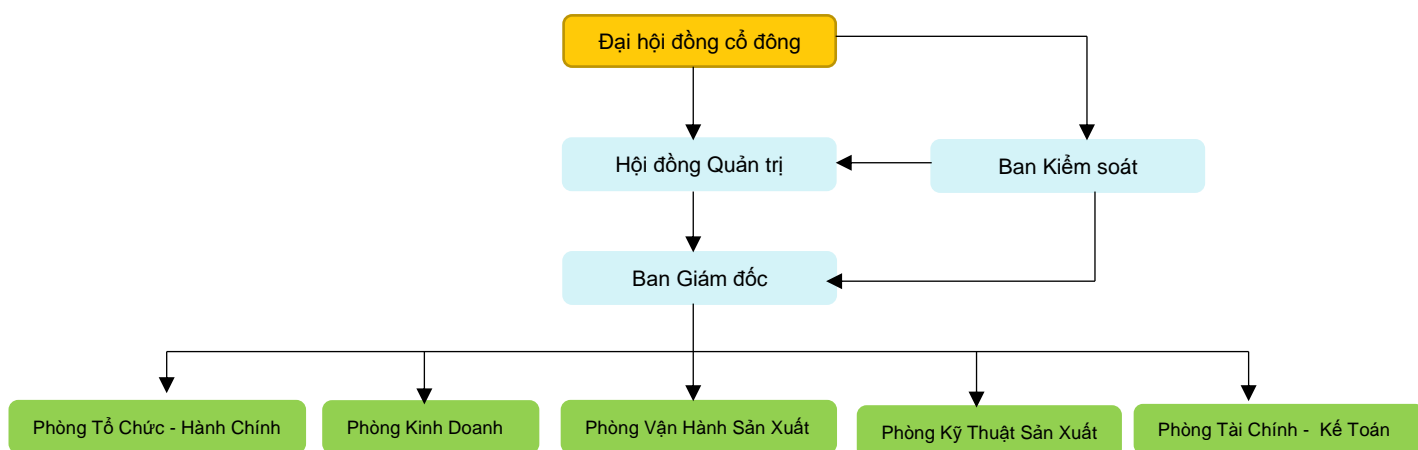 Đại hội đồng cổ đông
Hội đồng Quản trị
Ban Kiểm soát
Ban Giám đốc
Phòng Tổ Chức - Hành Chính
Phòng Kinh Doanh
Phòng Vận Hành Sản Xuất
Phòng Kỹ Thuật Sản Xuất
Phòng Tài Chính - Kế Toán